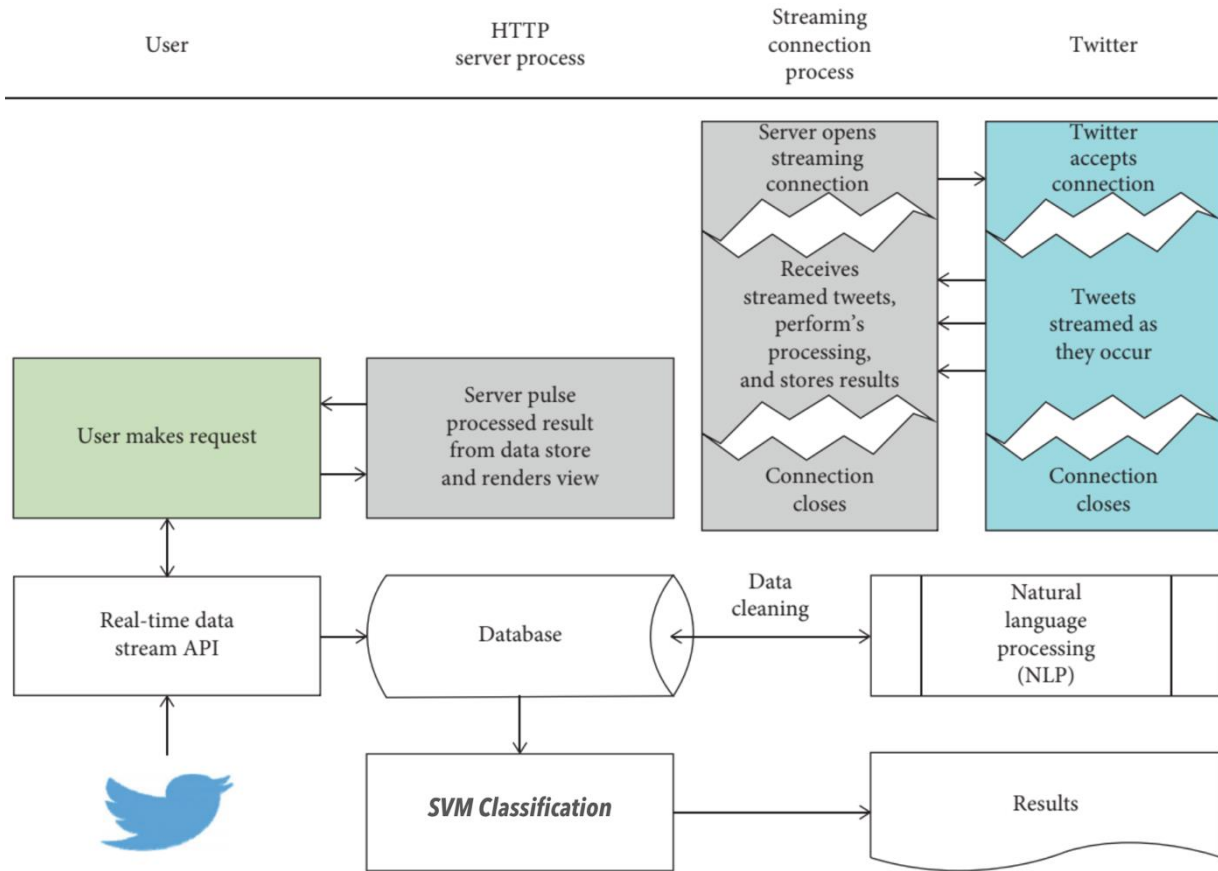 User
HTTP
server process
Streaming
connection
process
Twitter
Server opens
streaming
connection
Twitter
accepts
connection
Receives
streamed tweets,
perform's
processing,
and stores results
Tweets
streamed as
they occur
User makes request
Server pulse
processed result
from data store
and renders view
Connection
closes
Connection
closes
Real-time data
stream API
Database
Data
cleaning
Natural
language
processing
(NLP)
SVM Classification
Results